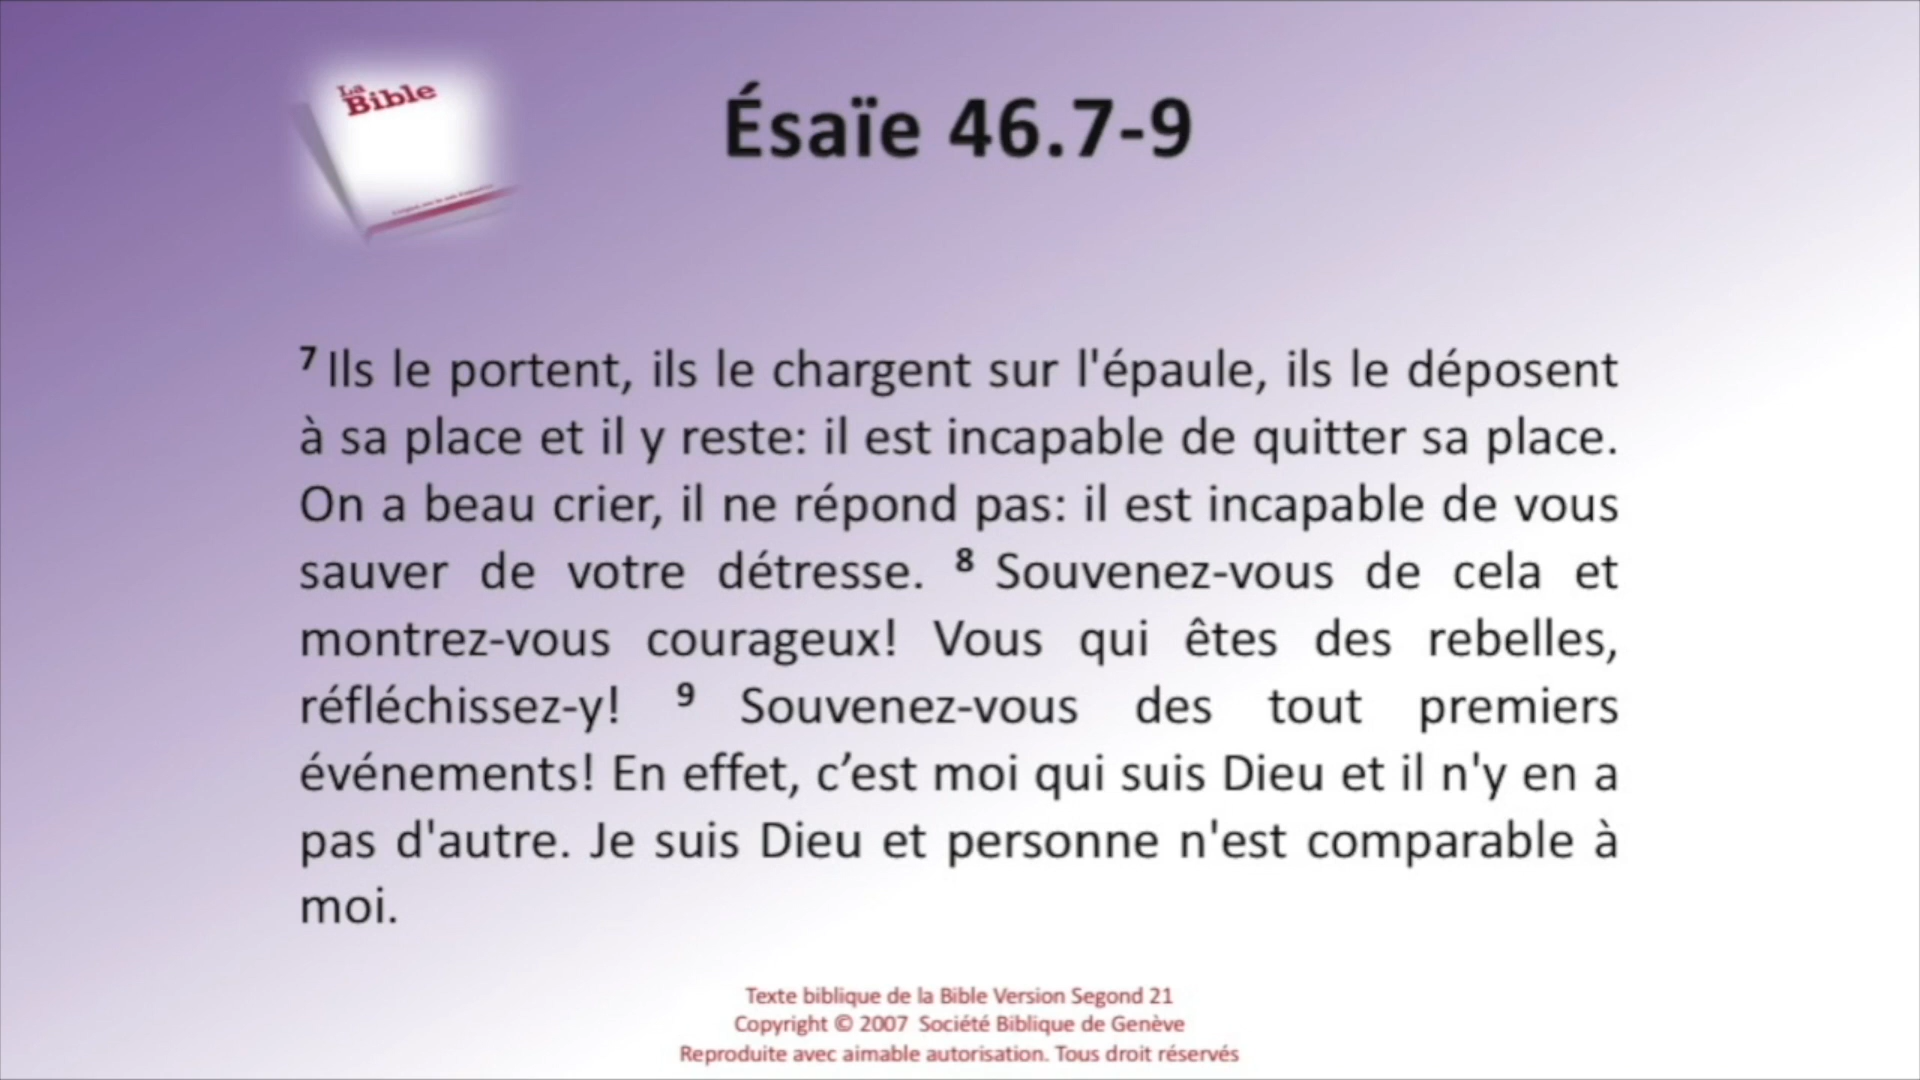 La
Bible
Ésaïe 46.7-9
7 Ils le portent, ils le chargent sur l'épaule, ils le déposent
à sa place et il y reste: il est incapable de quitter sa place.
On a beau crier, il ne répond pas: il est incapable de vous
sauver de votre détresse. 8 Souvenez-vous de cela et
montrez-vous courageux! Vous qui êtes des rebelles,
réfléchissez-y! 9 Souvenez-vous des tout premiers
événements! En effet, c’est moi qui suis Dieu et il n'y en a
pas d'autre. Je suis Dieu et personne n'est comparable à
moi.
Texte biblique de la Bible Version Segond 21
Copyright © 2007 Société Biblique de Genève
Reproduite avec aimable autorisation. Tous droit réservés